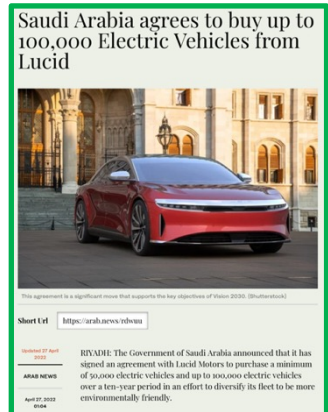 Saudi Arabia agrees to buy up to
100,000 Electric Vehicles from
Lucid
This agreement is a significant move that supports the key objectives of Vision 2030. (Shutterstock)
Short Url
https://arab.news/rdwuu
Updated 27 April
2022
ARAB NEWS
April 27, 2022
01:04
RIYADH: The Government of Saudi Arabia announced that it has
signed an agreement with Lucid Motors to purchase a minimum
of 50,000 electric vehicles and up to 100,000 electric vehicles
over a ten-year period in an effort to diversify its fleet to be more
environmentally friendly.